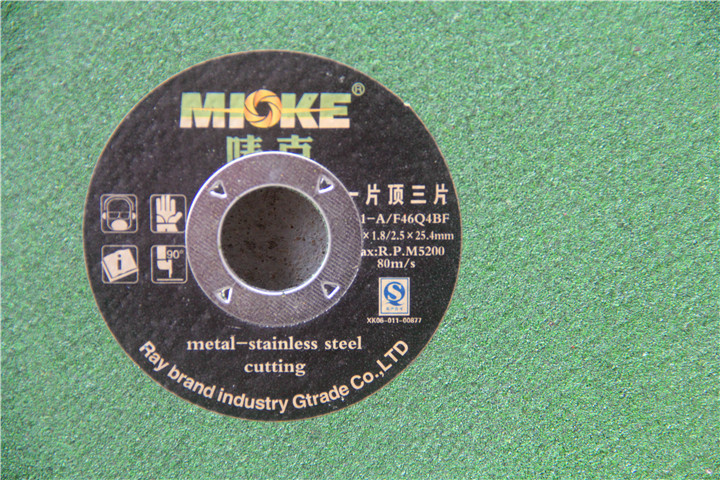 MIOKE®
一片顶三片
1-A/F46Q4BF
×1.8/2.5×25.4mm
ax:R.P.M5200
80m/s
90°
XK06-011-00877
metal-stainless steel
cutting
Ray brand industry Gtrade Co.,LTD